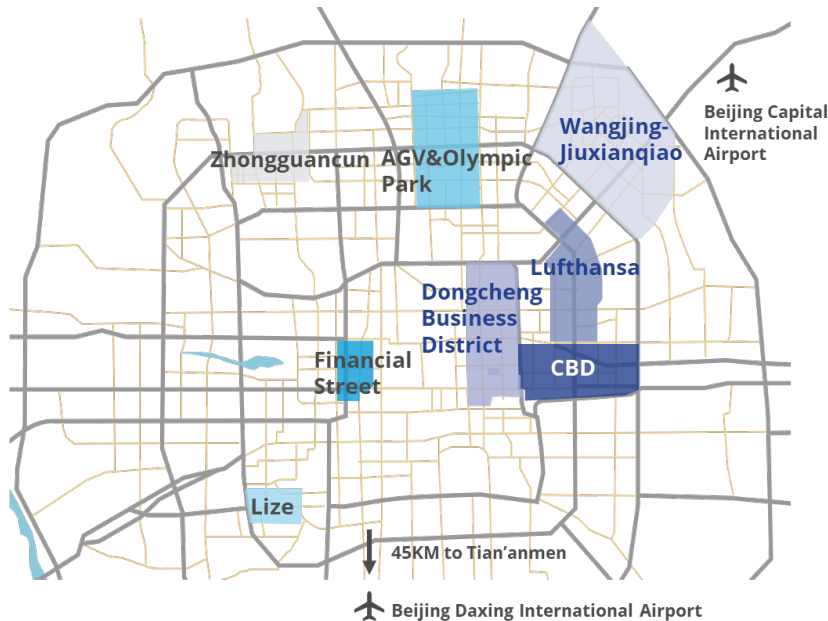 Beijing Capital
International
Airport
Wangjing-
Jiuxianqiao
Zhongguancun
AGV&Olympic
Park
Lufthansa
Dongcheng
Business
District
Financial
Street
CBD
Lize
45KM to Tian’anmen
Beijing Daxing International Airport